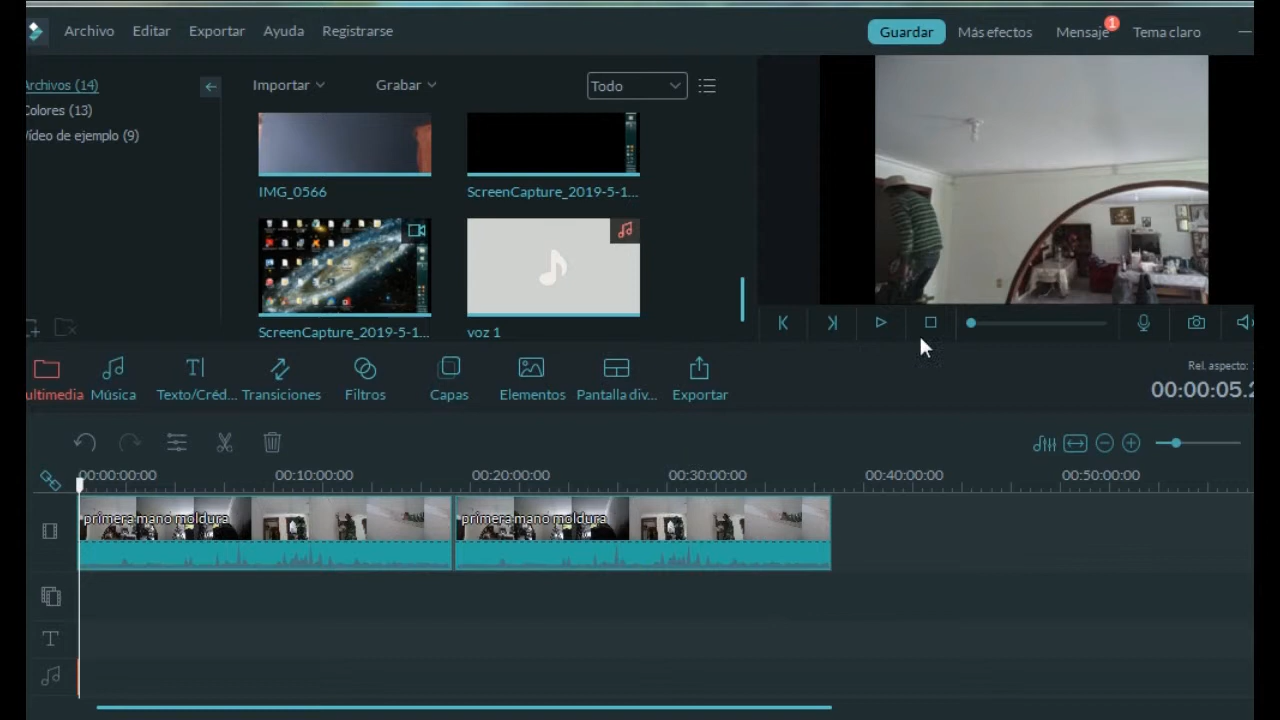 Archivo Editar Exportar Ayuda Registrarse Guardar Más efectos Mensaje 1 Tema claro
Archivos (14) Importar Grabar Todo
Colores (13)
Vídeo de ejemplo (9)
IMG_0566 ScreenCapture_2019-5-1...
ScreenCapture_2019-5-1... voz 1
Rel. aspecto:
ultimedia Música Texto/Créd... Transiciones Filtros Capas Elementos Pantalla div... Exportar
00:00:05.2
00:00:00:00 00:10:00:00 00:20:00:00 00:30:00:00 00:40:00:00 00:50:00:00
primera mano moldura primera mano moldura